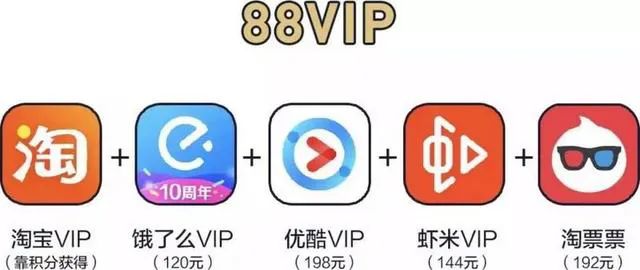 88VIP
淘
10周年
淘宝VIP
饿了么VIP
优酷VIP
虾米VIP
淘票票
(靠积分获得)
(120元)
(198元)
(144元)
(192元)